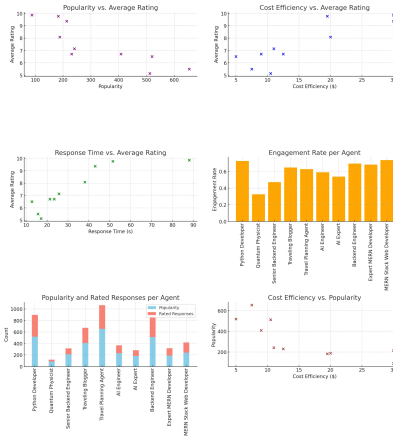 Popularity vs. Average Rating
Average Rating
10
9
8
7
6
5
100 200 300 400 500 600
Popularity
Cost Efficiency vs. Average Rating
Average Rating
10
9
8
7
6
5
5 10 15 20 25
Cost Efficiency ($)
Response Time vs. Average Rating
Average Rating
10
9
8
7
6
5
10 20 30 40 50 60 70 80 90
Response Time (s)
Engagement Rate per Agent
Engagement Rate
0.8
0.6
0.4
0.2
0.0
Python Developer
Quantum Physicist
Senior Backend Engineer
Traveling Blogger
Travel Planning Agent
AI Engineer
AI Expert
Backend Engineer
Expert MERN Developer
MERN Stack Web Developer
Popularity and Rated Responses per Agent
Count
1000
800
600
400
200
0
Popularity
Rated Responses
Python Developer
Quantum Physicist
Senior Backend Engineer
Traveling Blogger
Travel Planning Agent
AI Engineer
AI Expert
Backend Engineer
Expert MERN Developer
MERN Stack Web Developer
Cost Efficiency vs. Popularity
Popularity
600
400
200
5 10 15 20 25
Cost Efficiency ($)